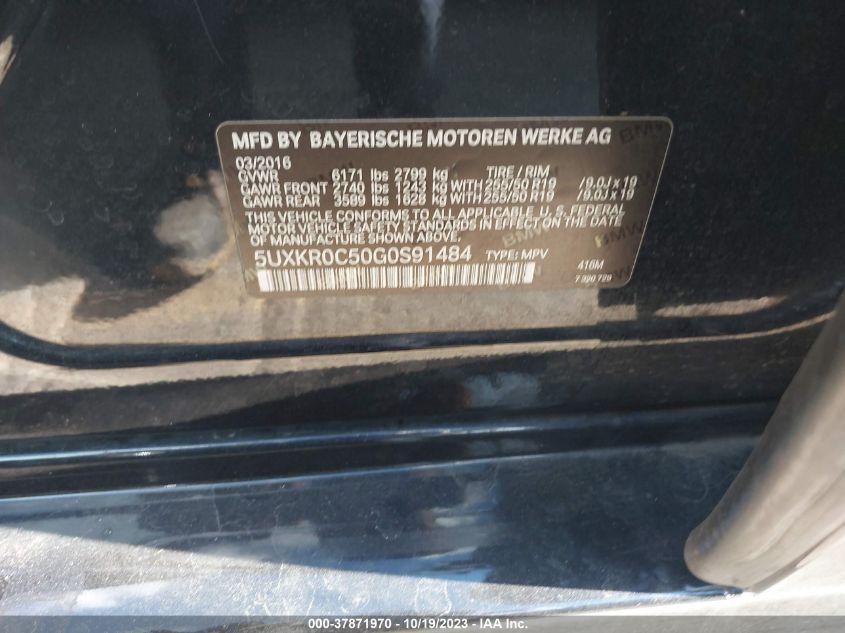 MFD BY BAYERISCHE MOTOREN WERKE AG
03/2016
GVWR 6171 lbs 2799 kg TIRE / RIM
GAWR FRONT 2740 lbs 1243 kg WITH 255/50 R19 /9.0J x 19
GAWR REAR 3589 lbs 1628 kg WITH 255/50 R19 /9.0J x 19
THIS VEHICLE CONFORMS TO ALL APPLICABLE U. S. FEDERAL
MOTOR VEHICLE SAFETY STANDARDS IN EFFECT ON THE DATE
OF MANUFACTURE SHOWN ABOVE.
5UXKR0C50G0S91484 TYPE: MPV 416M
7 390 729
000-37871970 - 10/19/2023 - IAA Inc.